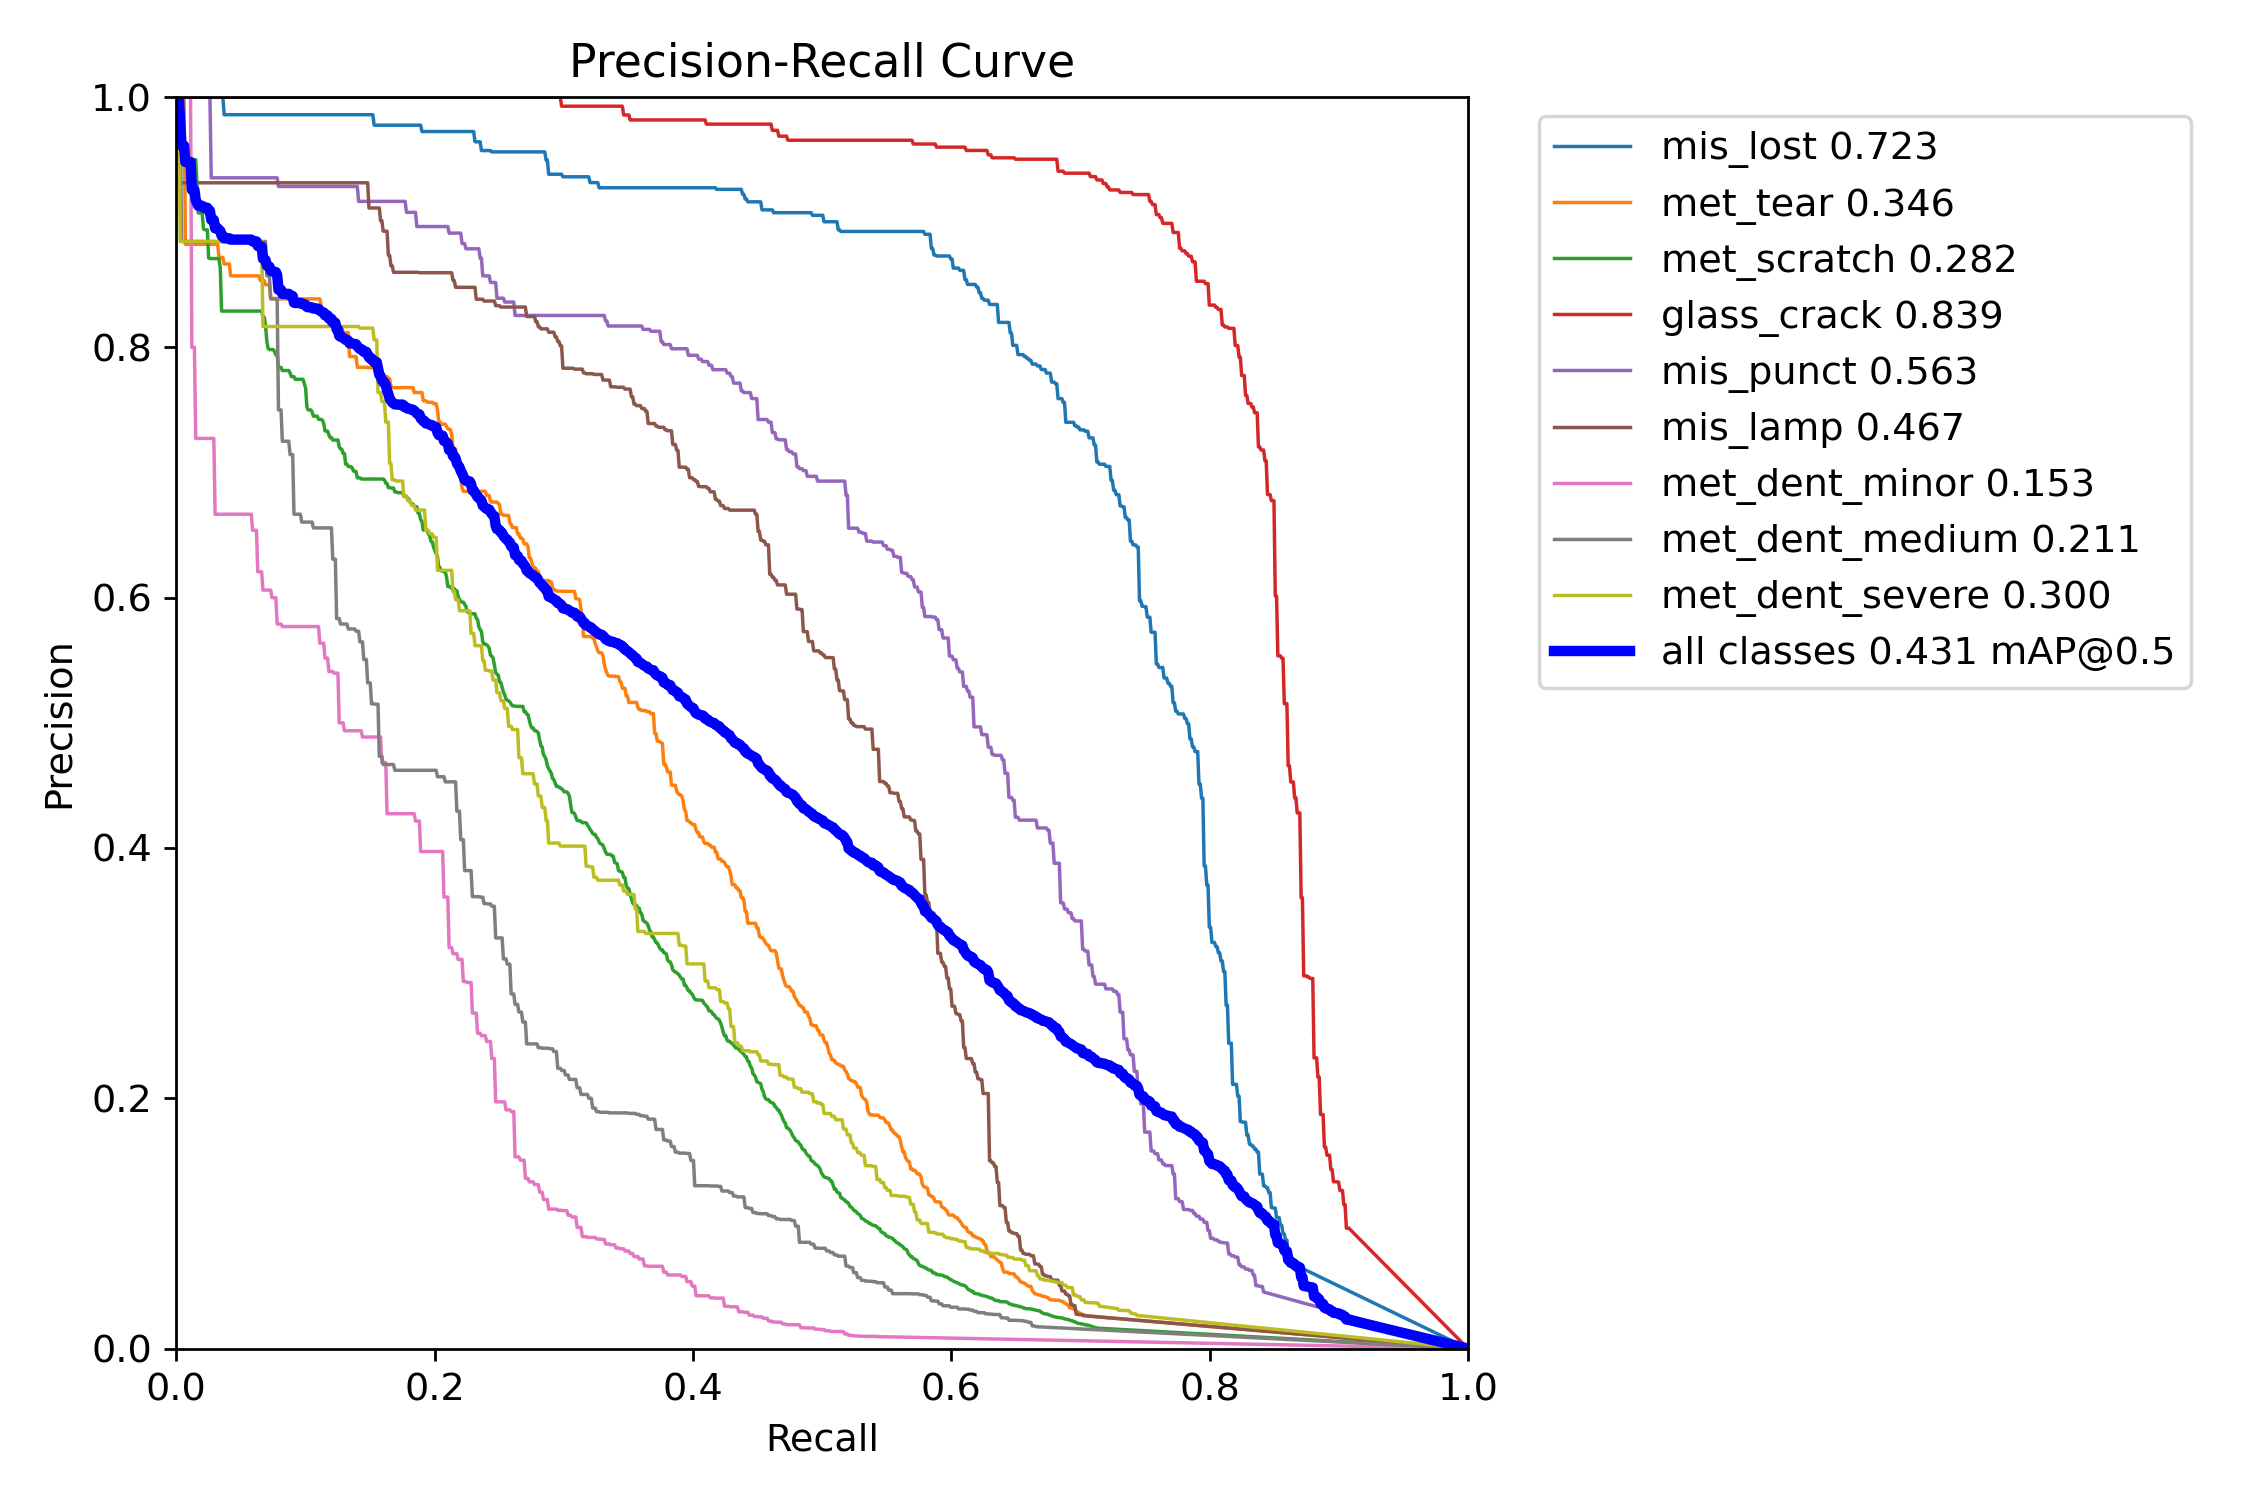 Precision-Recall Curve
1.0
0.8
0.6
0.4
0.2
0.0
Precision
0.0 0.2 0.4 0.6 0.8 1.0
Recall
mis_lost 0.723
met_tear 0.346
met_scratch 0.282
glass_crack 0.839
mis_punct 0.563
mis_lamp 0.467
met_dent_minor 0.153
met_dent_medium 0.211
met_dent_severe 0.300
all classes 0.431 mAP@0.5